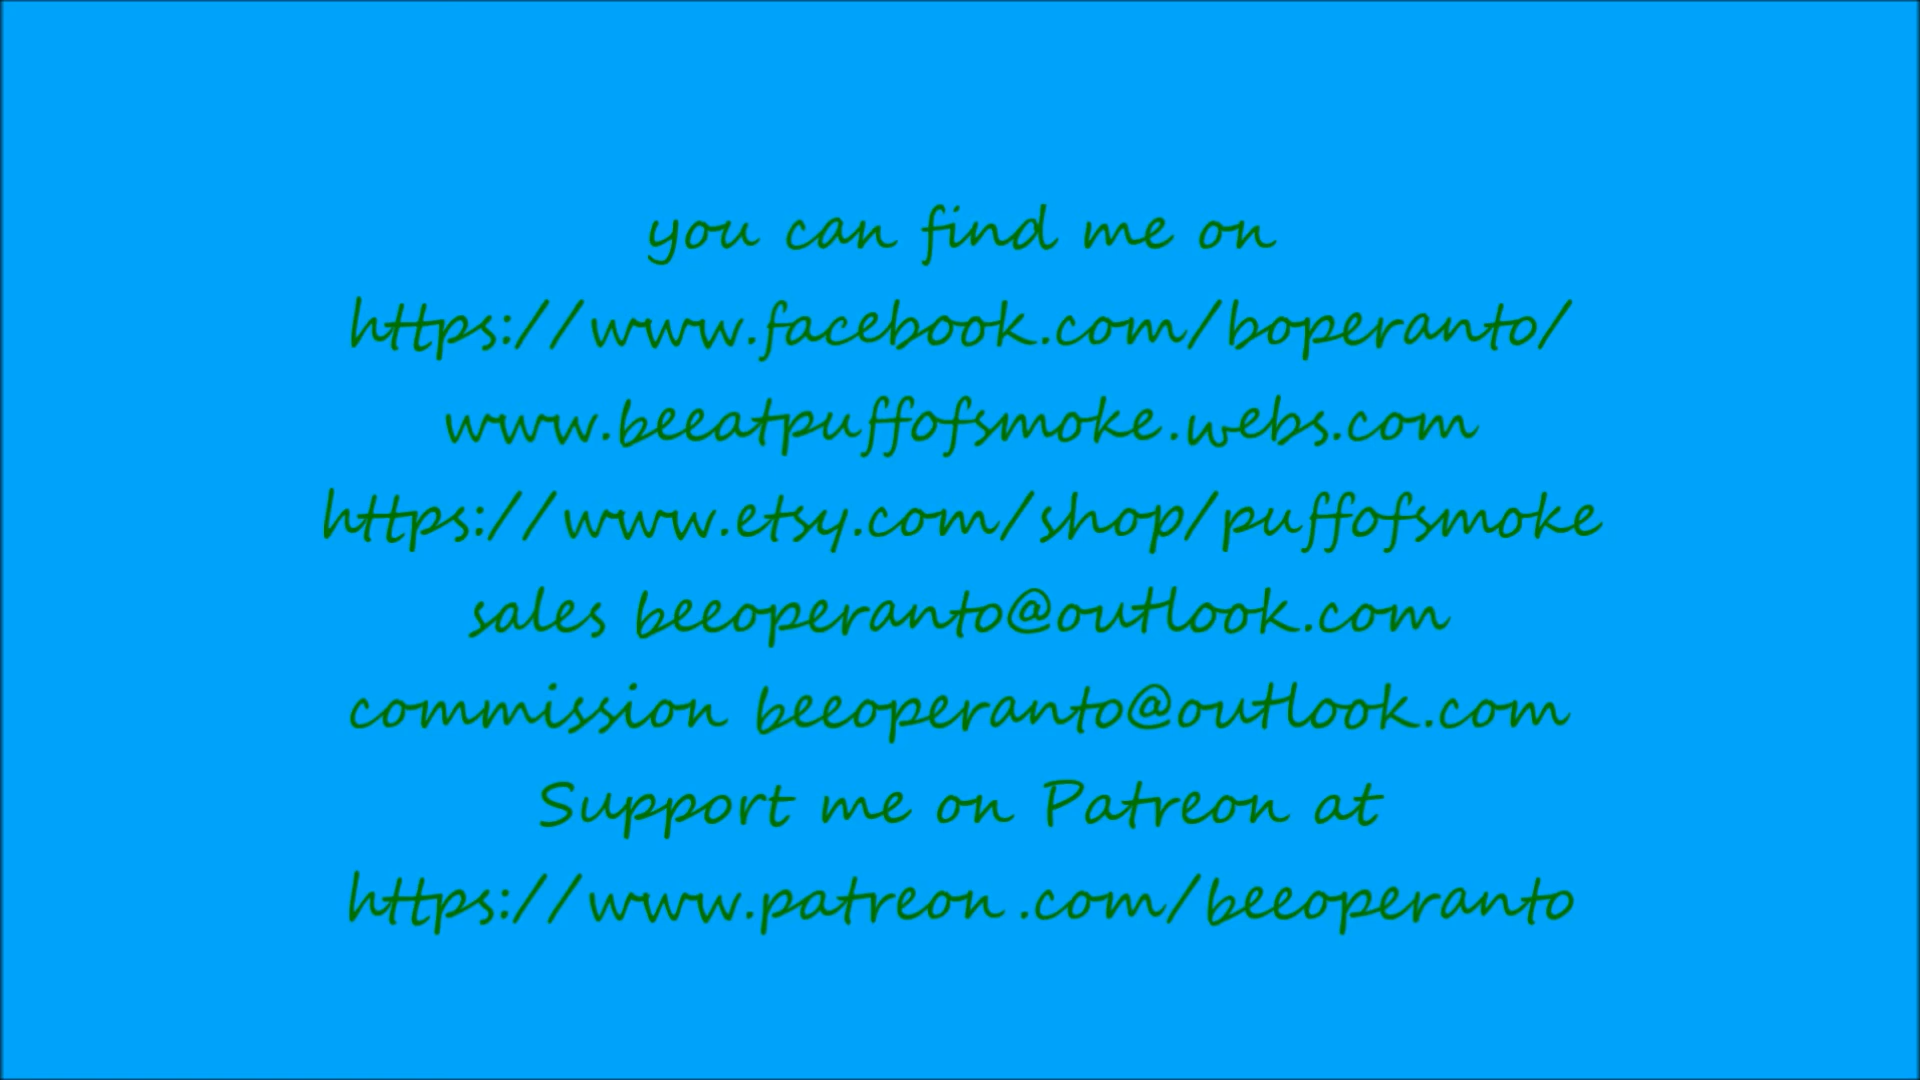 you can find me on
https://www.facebook.com/boperanto/
www.beeatpuffofsmoke.webs.com
https://www.etsy.com/shop/puffofsmoke
sales beeoperanto@outlook.com
commission beeoperanto@outlook.com
Support me on Patreon at
https://www.patreon .com/beeoperanto